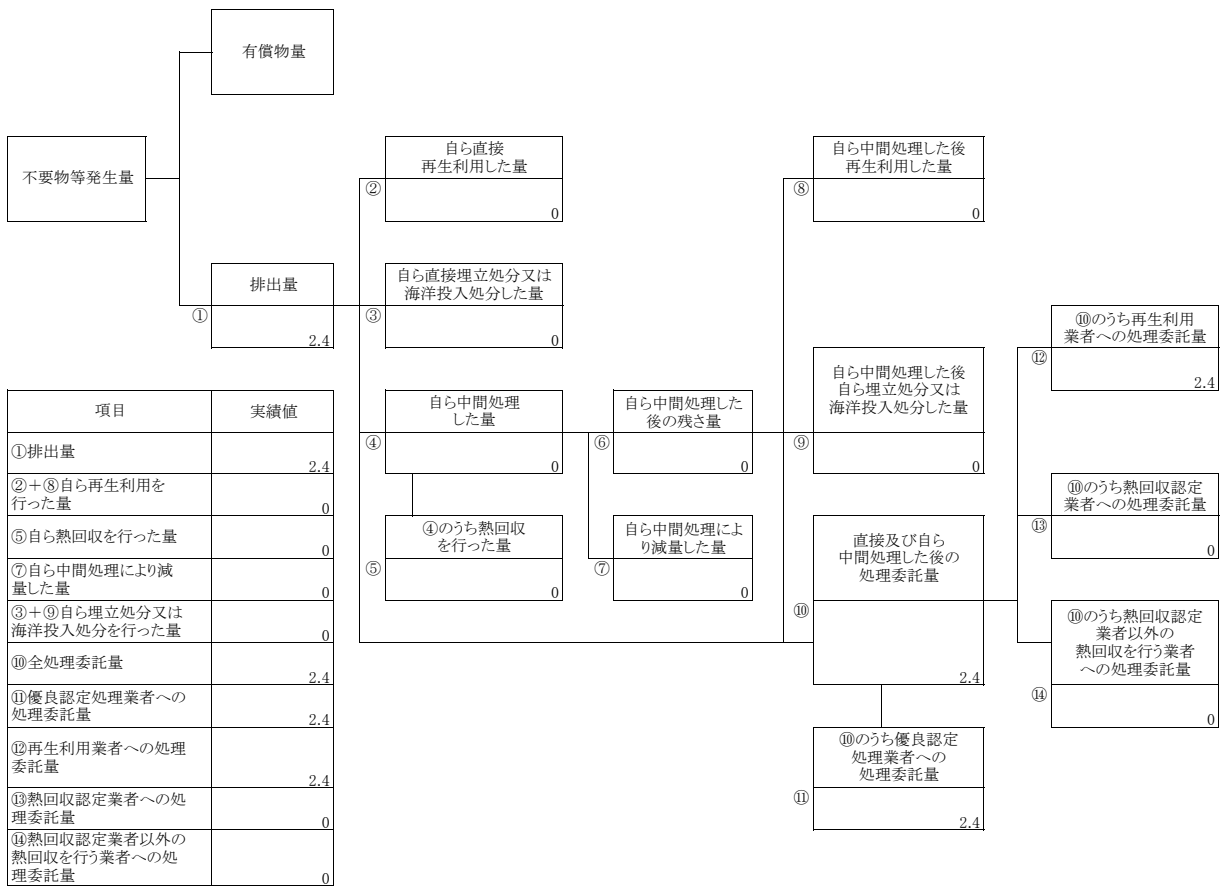 有償物量
不要物等発生量
自ら直接
再生利用した量
②
0
自ら中間処理した後
再生利用した量
⑧
0
排出量
①
2.4
自ら直接埋立処分又は
海洋投入処分した量
③
0
⑩のうち再生利用
業者への処理委託量
⑫
2.4
自ら中間処理
した量
④
0
自ら中間処理した
後の残さ量
⑥
0
自ら中間処理した後
自ら埋立処分又は
海洋投入処分した量
⑨
0
⑩のうち熱回収認定
業者への処理委託量
⑬
0
④のうち熱回収
を行った量
⑤
0
自ら中間処理によ
り減量した量
⑦
0
直接及び自ら
中間処理した後の
処理委託量
⑩
2.4
⑩のうち熱回収認定
業者以外の
熱回収を行う業者
への処理委託量
⑭
0
⑩のうち優良認定
処理業者への
処理委託量
⑪
2.4
項目 実績値
①排出量
2.4
②+⑧自ら再生利用を
行った量
0
⑤自ら熱回収を行った量
0
⑦自ら中間処理により減
量した量
0
③+⑨自ら埋立処分又は
海洋投入処分を行った量
0
⑩全処理委託量
2.4
⑪優良認定処理業者への
処理委託量
2.4
⑫再生利用業者への処理
委託量
2.4
⑬熱回収認定業者への処
理委託量
0
⑭熱回収認定業者以外の
熱回収を行う業者への処
理委託量
0